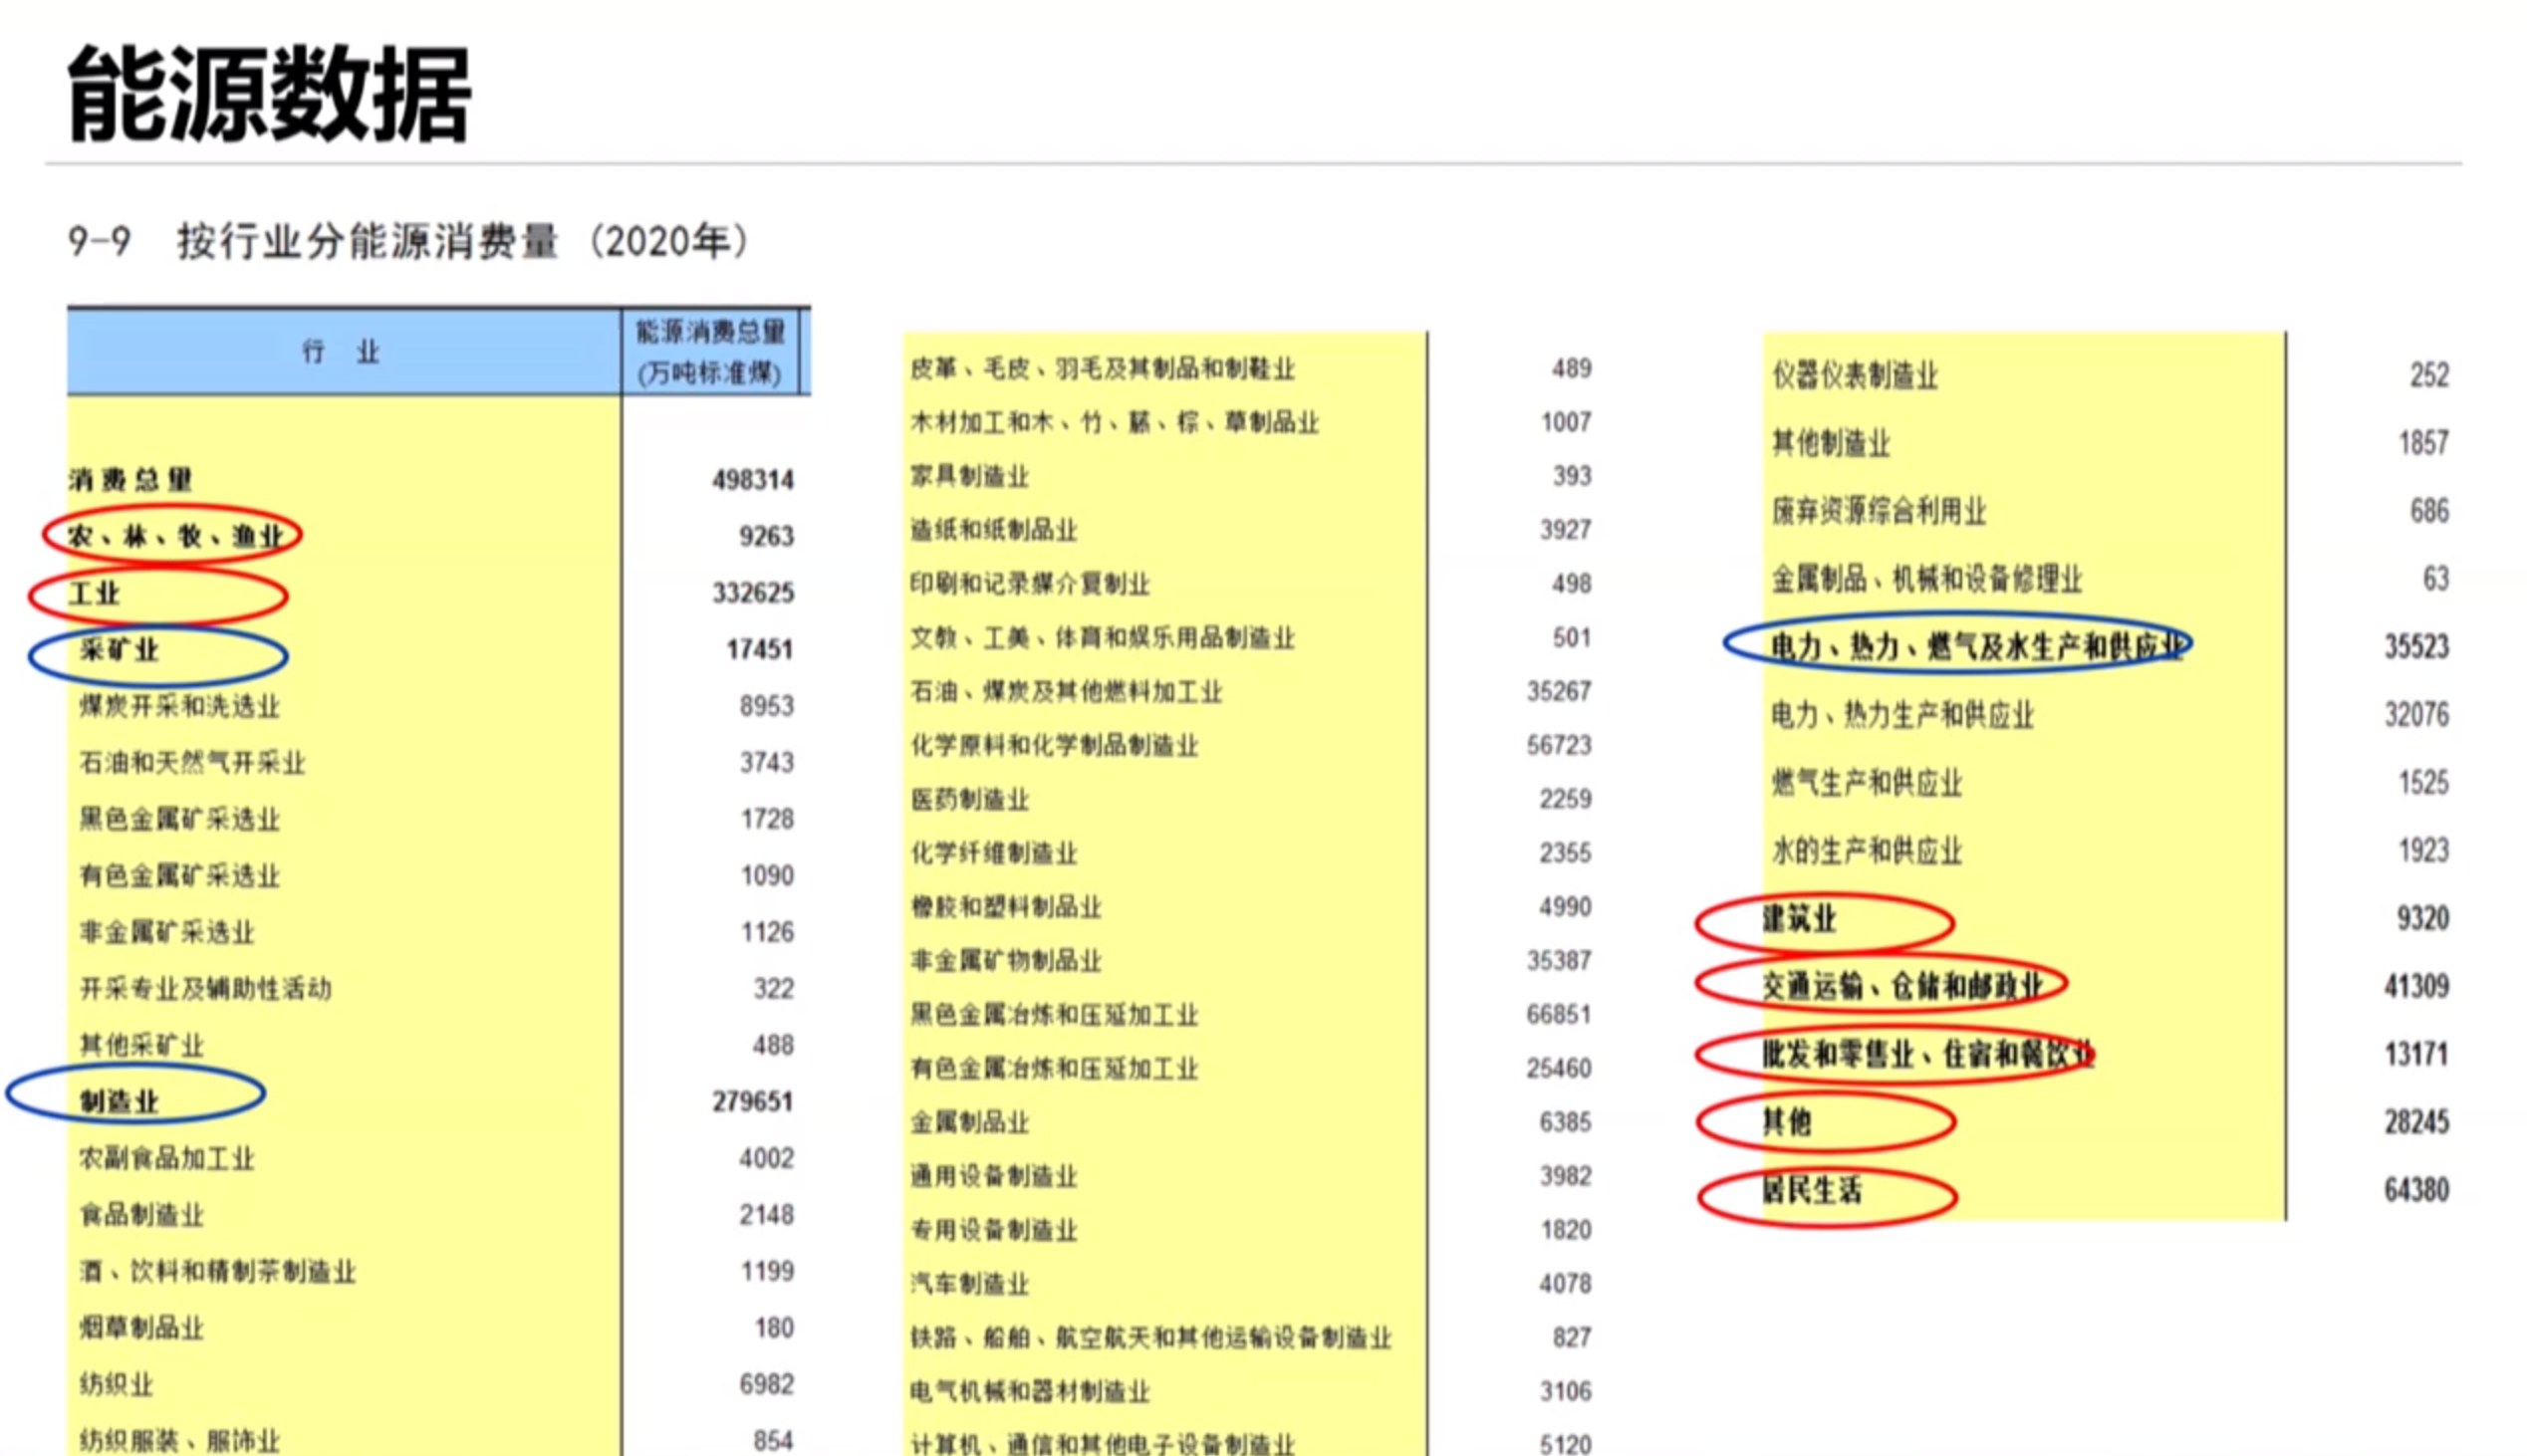 能源数据
9-9 按行业分能源消费量 (2020年)
行 业 能源消费总量
(万吨标准煤)
消费总量 498314
农、林、牧、渔业 9263
工业 332625
采矿业 17451
煤炭开采和洗选业 8953
石油和天然气开采业 3743
黑色金属矿采选业 1728
有色金属矿采选业 1090
非金属矿采选业 1126
开采专业及辅助性活动 322
其他采矿业 488
制造业 279651
农副食品加工业 4002
食品制造业 2148
酒、饮料和精制茶制造业 1199
烟草制品业 180
纺织业 6982
纺织服装、服饰业 854
皮革、毛皮、羽毛及其制品和制鞋业 489
木材加工和木、竹、藤、棕、草制品业 1007
家具制造业 393
造纸和纸制品业 3927
印刷和记录媒介复制业 498
文教、工美、体育和娱乐用品制造业 501
石油、煤炭及其他燃料加工业 35267
化学原料和化学制品制造业 56723
医药制造业 2259
化学纤维制造业 2355
橡胶和塑料制品业 4990
非金属矿物制品业 35387
黑色金属冶炼和压延加工业 66851
有色金属冶炼和压延加工业 25460
金属制品业 6385
通用设备制造业 3982
专用设备制造业 1820
汽车制造业 4078
铁路、船舶、航空航天和其他运输设备制造业 827
电气机械和器材制造业 3106
计算机、通信和其他电子设备制造业 5120
仪器仪表制造业 252
其他制造业 1857
废弃资源综合利用业 686
金属制品、机械和设备修理业 63
电力、热力、燃气及水生产和供应业 35523
电力、热力生产和供应业 32076
燃气生产和供应业 1525
水的生产和供应业 1923
建筑业 9320
交通运输、仓储和邮政业 41309
批发和零售业、住宿和餐饮业 13171
其他 28245
居民生活 64380